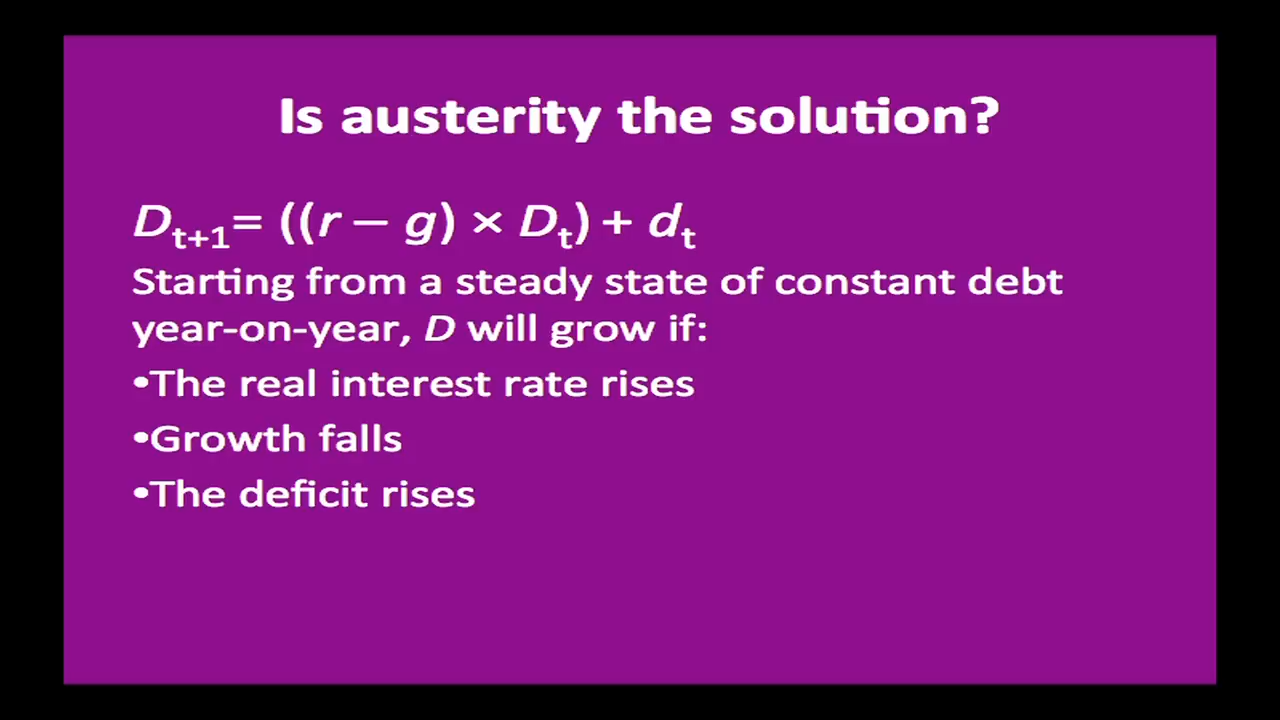 Is austerity the solution?
Dₜ₊₁= ((r – g) × Dₜ) + dₜ
Starting from a steady state of constant debt
year-on-year, D will grow if:
•The real interest rate rises
•Growth falls
•The deficit rises